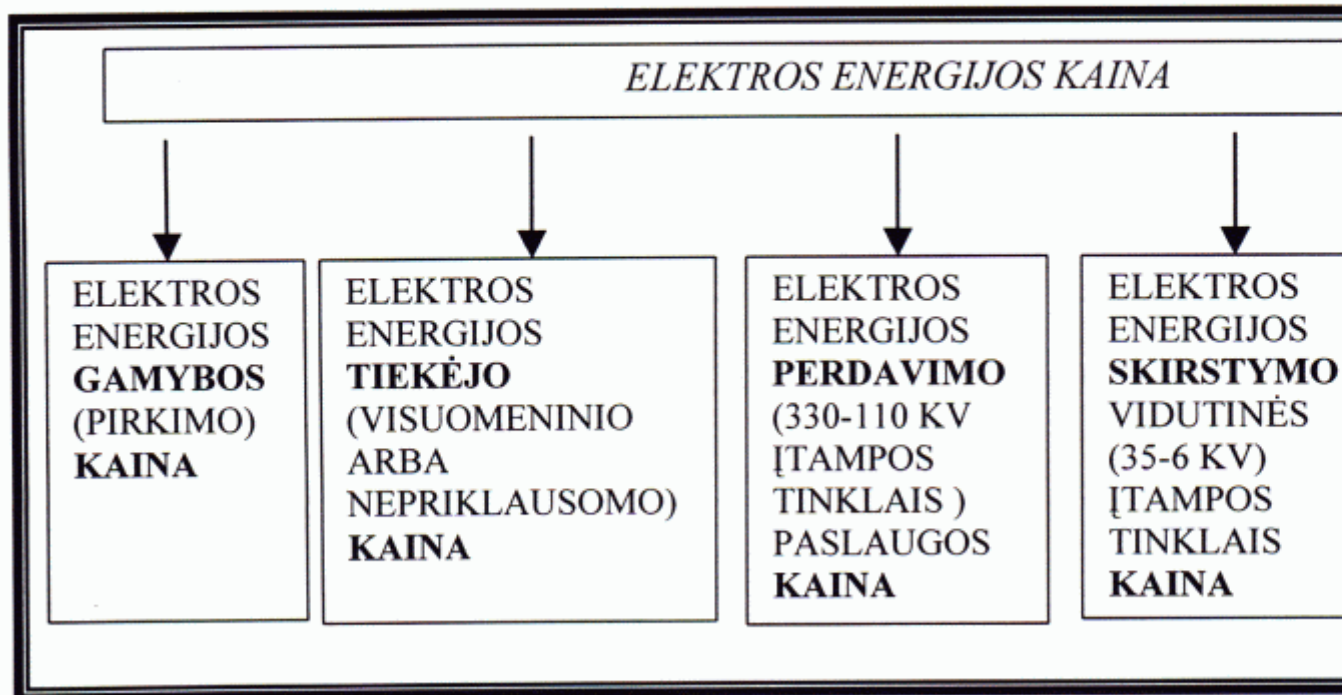 ELEKTROS ENERGIJOS KAINA
ELEKTROS
ENERGIJOS
GAMYBOS
(PIRKIMO)
KAINA
ELEKTROS
ENERGIJOS
TIEKĖJO
(VISUOMENINIO
ARBA
NEPRIKLAUSOMO)
KAINA
ELEKTROS
ENERGIJOS
PERDAVIMO
(330-110 KV
ĮTAMPOS
TINKLAIS )
PASLAUGOS
KAINA
ELEKTROS
ENERGIJOS
SKIRSTYMO
VIDUTINĖS
(35-6 KV)
ĮTAMPOS
TINKLAIS
KAINA